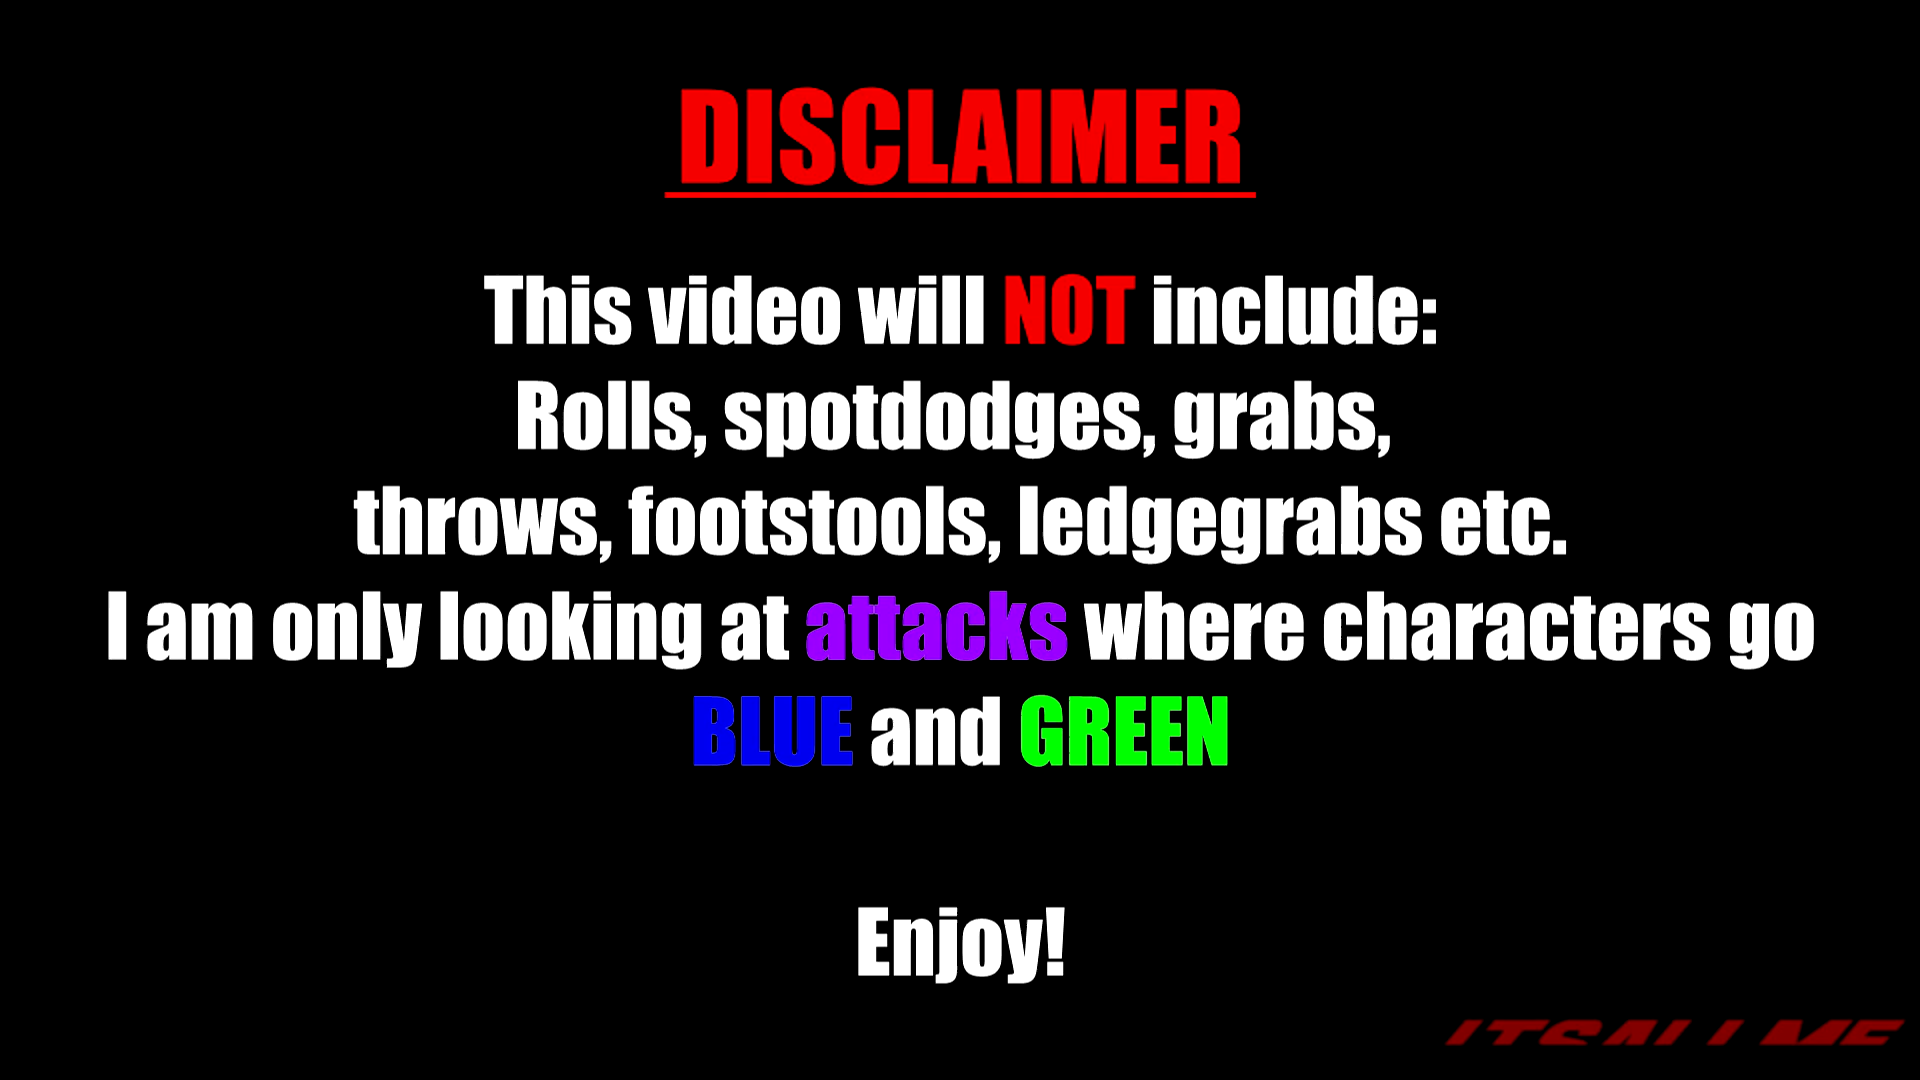 DISCLAIMER
This video will NOT include:
Rolls, spotdodges, grabs,
throws, footstools, ledgegrabs etc.
I am only looking at attacks where characters go
BLUE and GREEN
Enjoy!